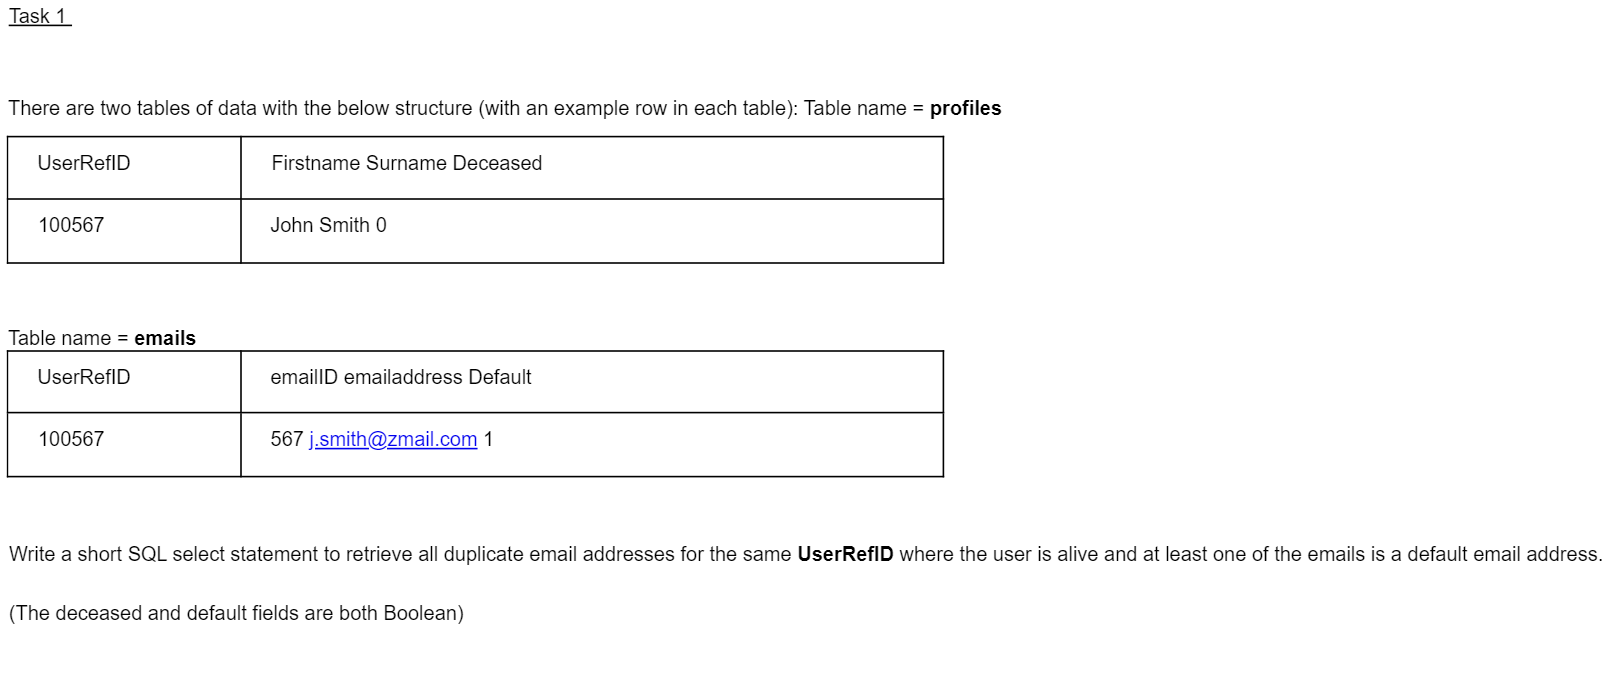 Task 1
There are two tables of data with the below structure (with an example row in each table): Table name = profiles
UserRefID Firstname Surname Deceased
100567 John Smith 0
Table name = emails
UserRefID emailID emailaddress Default
100567 567 j.smith@zmail.com 1
Write a short SQL select statement to retrieve all duplicate email addresses for the same UserRefID where the user is alive and at least one of the emails is a default email address.
(The deceased and default fields are both Boolean)